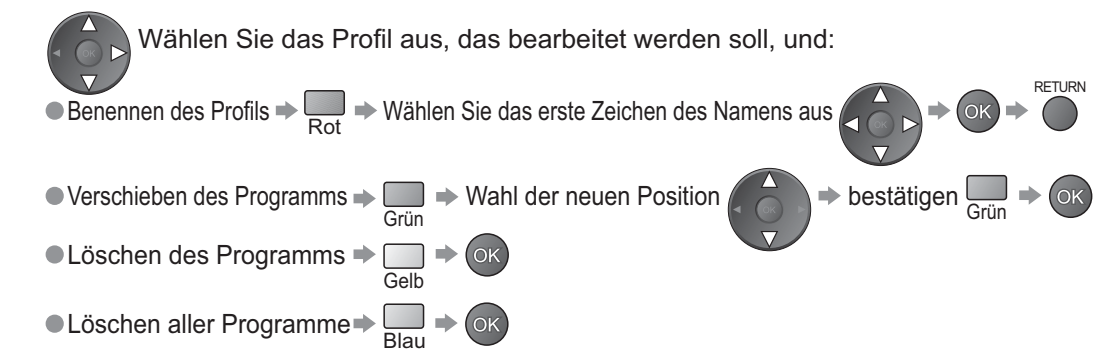 OK Wählen Sie das Profil aus, das bearbeitet werden soll, und:
RETURN
Benennen des Profils Rot Wählen Sie das erste Zeichen des Namens aus OK OK
Verschieben des Programms Grün Wahl der neuen Position OK bestätigen Grün OK
Löschen des Programms Gelb OK
Löschen aller Programme Blau OK